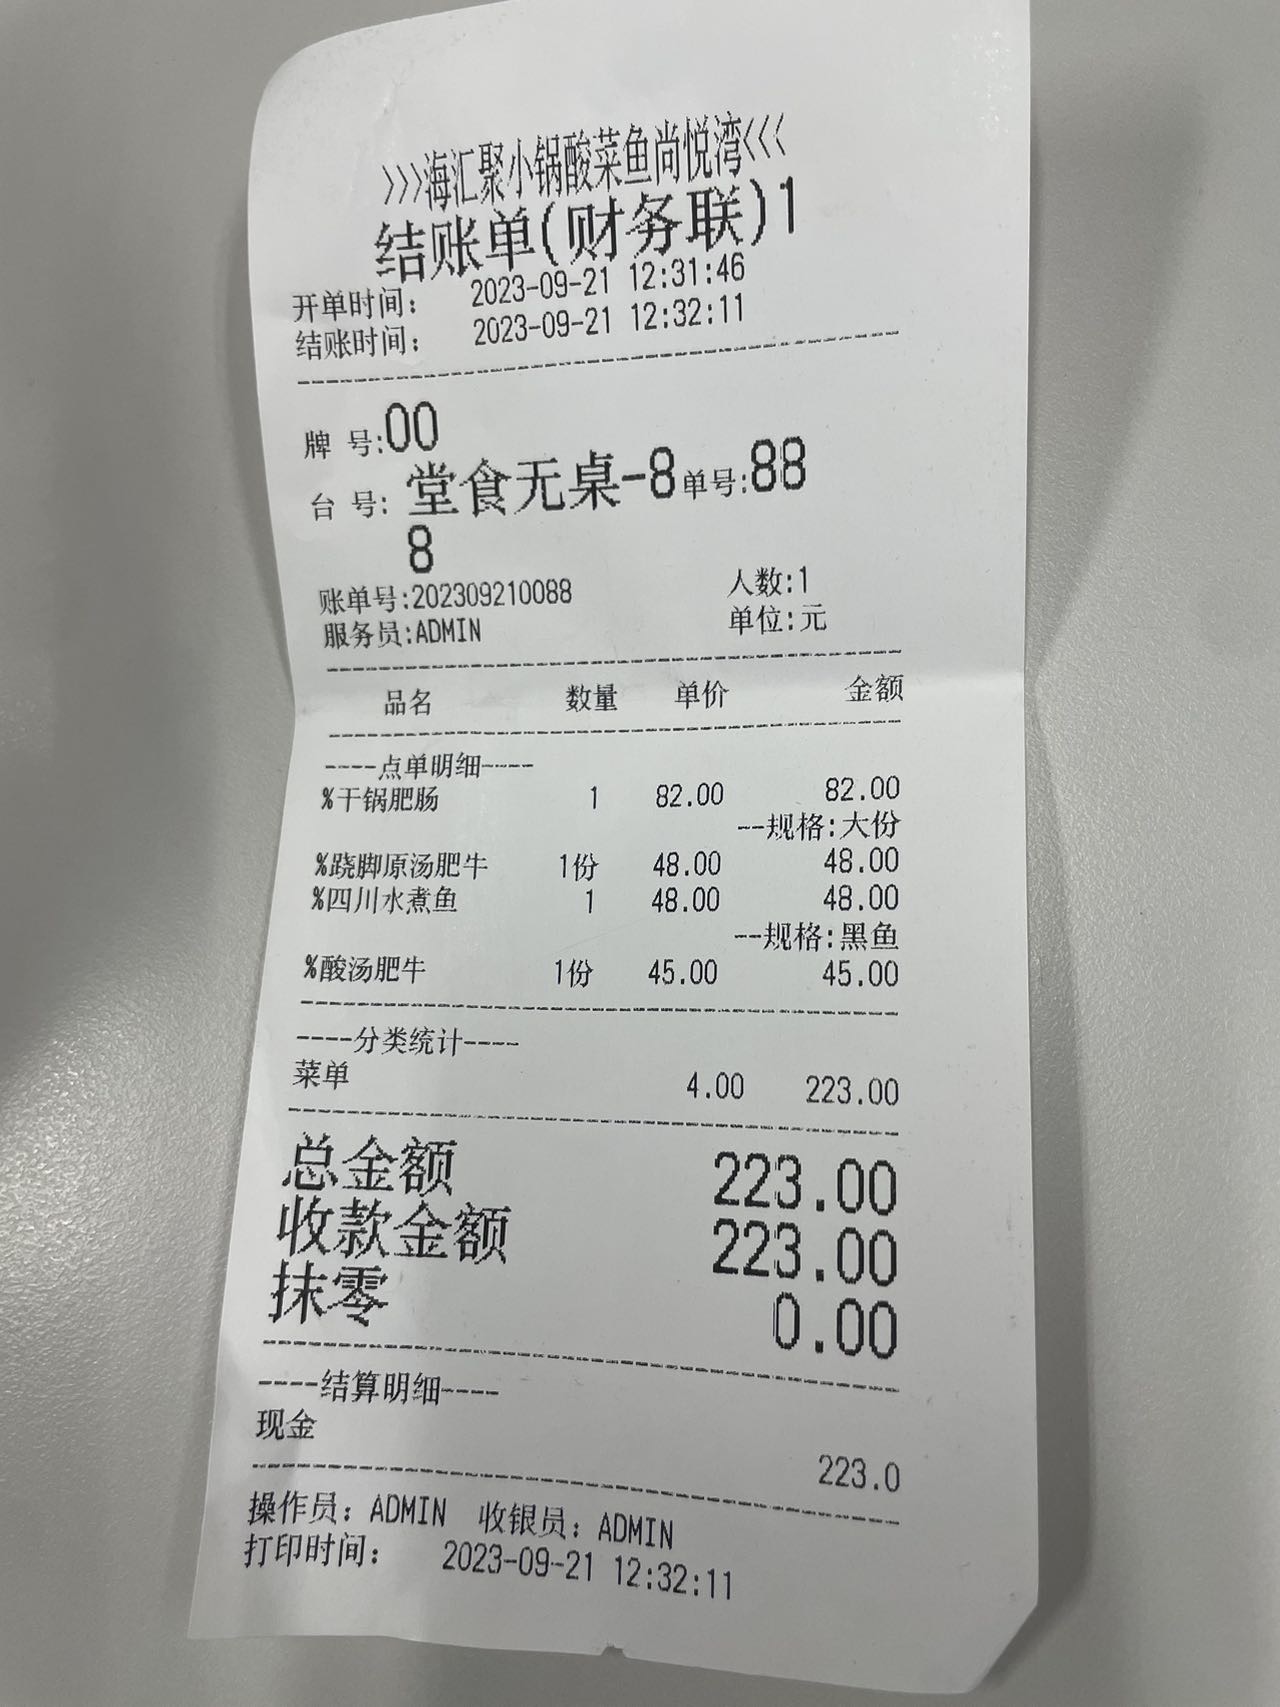 >>>海汇聚小锅酸菜鱼尚悦湾<<<
结账单(财务联)1
开单时间： 2023-09-21 12:31:46
结账时间： 2023-09-21 12:32:11
牌 号:00
台 号: 堂食无桌-8 单号:88
8
账单号:202309210088 人数:1
服务员:ADMIN 单位:元
品名 数量 单价 金额
----点单明细----
%干锅肥肠 1 82.00 82.00
--规格:大份
%跷脚原汤肥牛 1份 48.00 48.00
%四川水煮鱼 1 48.00 48.00
--规格:黑鱼
%酸汤肥牛 1份 45.00 45.00
----分类统计----
菜单 4.00 223.00
总金额 223.00
收款金额 223.00
抹零 0.00
----结算明细----
现金
223.0
操作员：ADMIN 收银员：ADMIN
打印时间： 2023-09-21 12:32:11